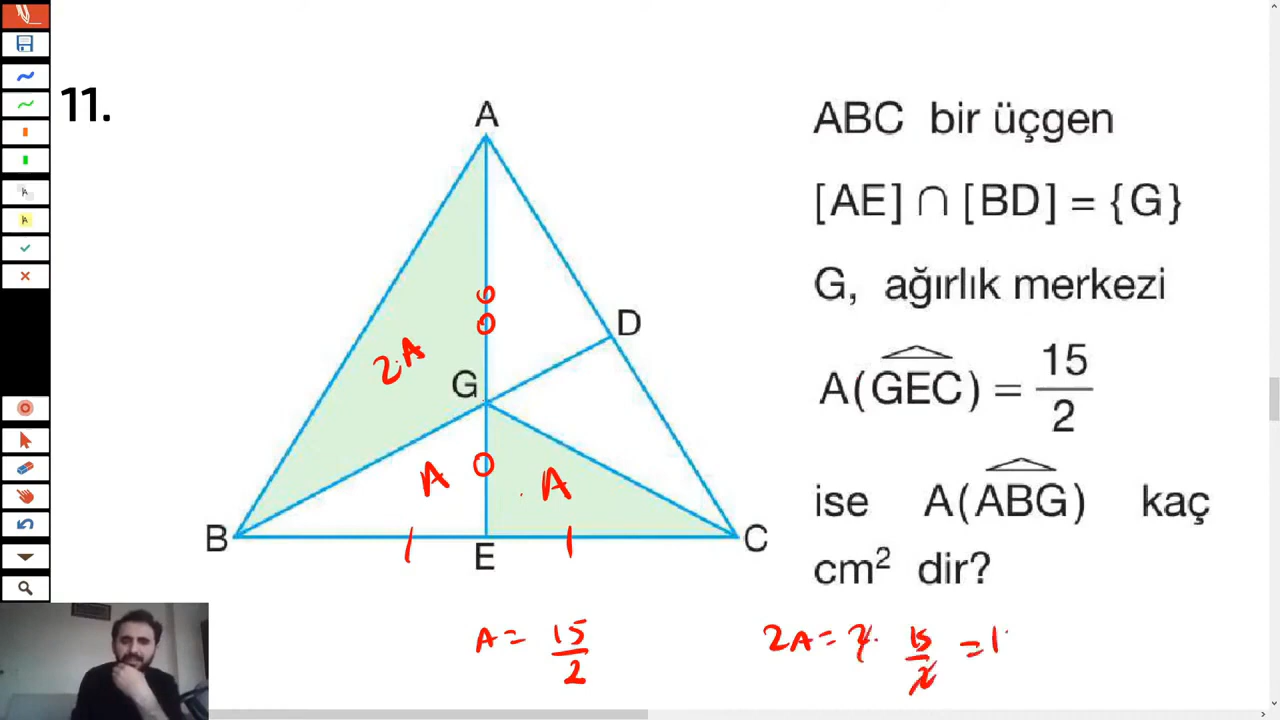 11.
ABC bir üçgen
[AE] ∩ [BD] = {G}
G, ağırlık merkezi
A(GEC) = 15/2
ise A(ABG) kaç
cm² dir?
A
B
C
D
E
G
2.A
A
A
A = 15/2
2A = 2. 15/2 = 1